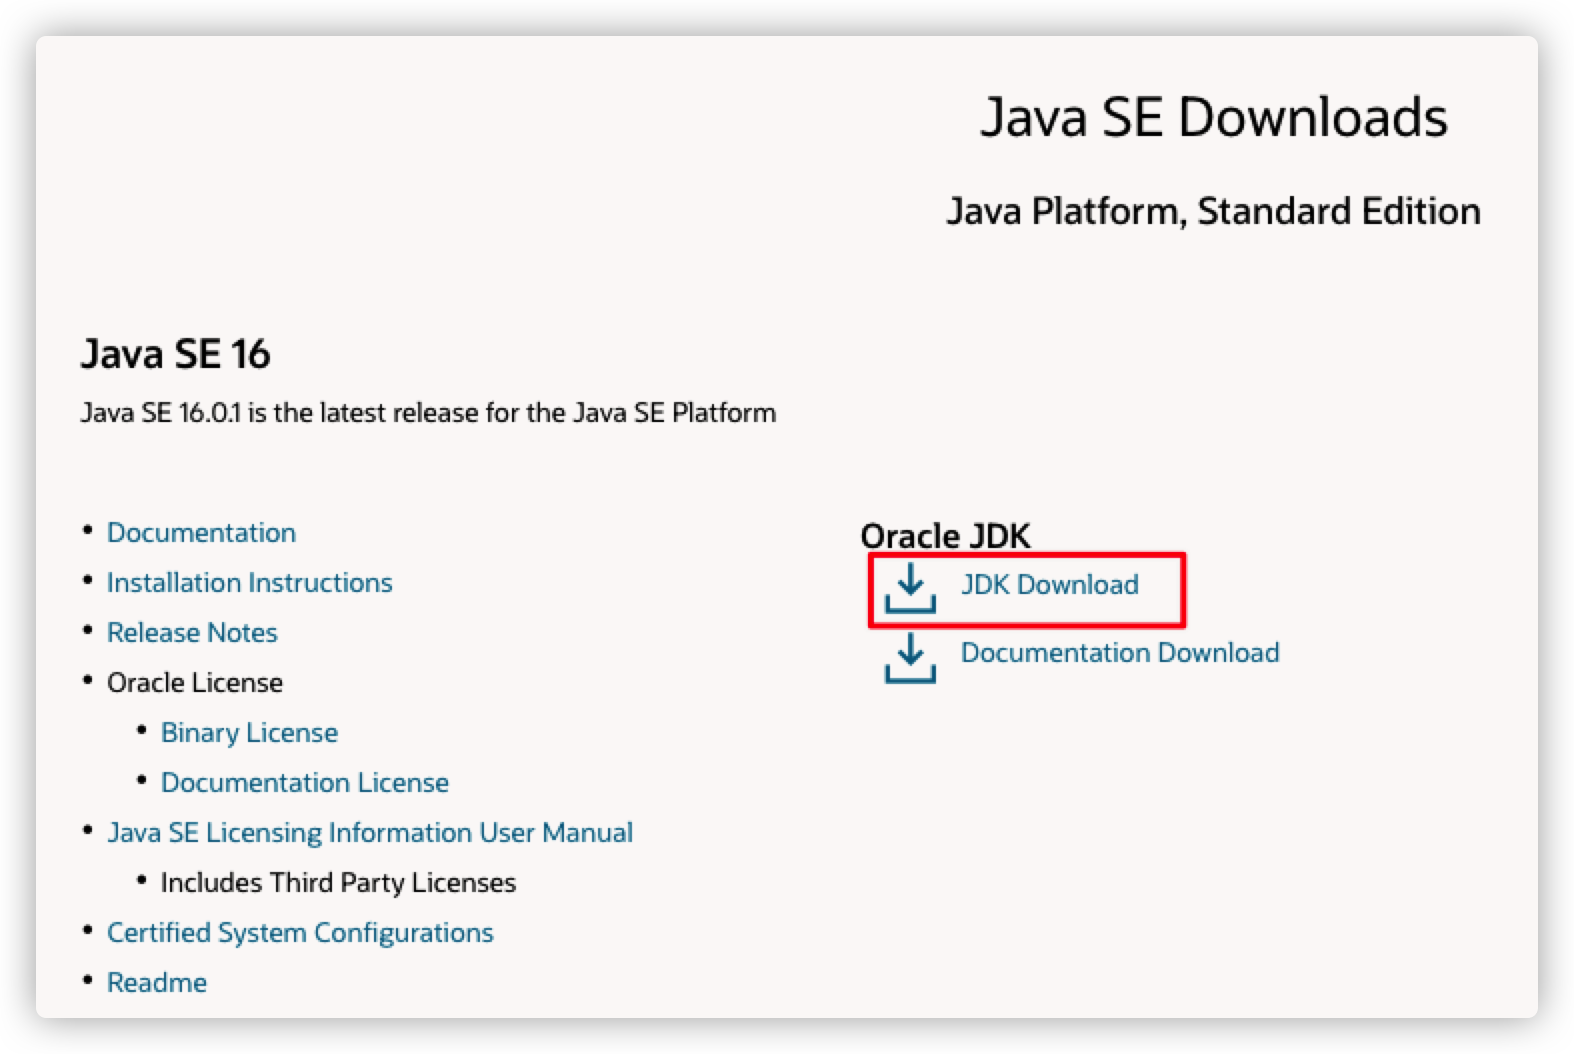 Java SE Downloads
Java Platform, Standard Edition
Java SE 16
Java SE 16.0.1 is the latest release for the Java SE Platform
Documentation
Installation Instructions
Release Notes
Oracle License
Binary License
Documentation License
Java SE Licensing Information User Manual
Includes Third Party Licenses
Certified System Configurations
Readme
Oracle JDK
JDK Download
Documentation Download